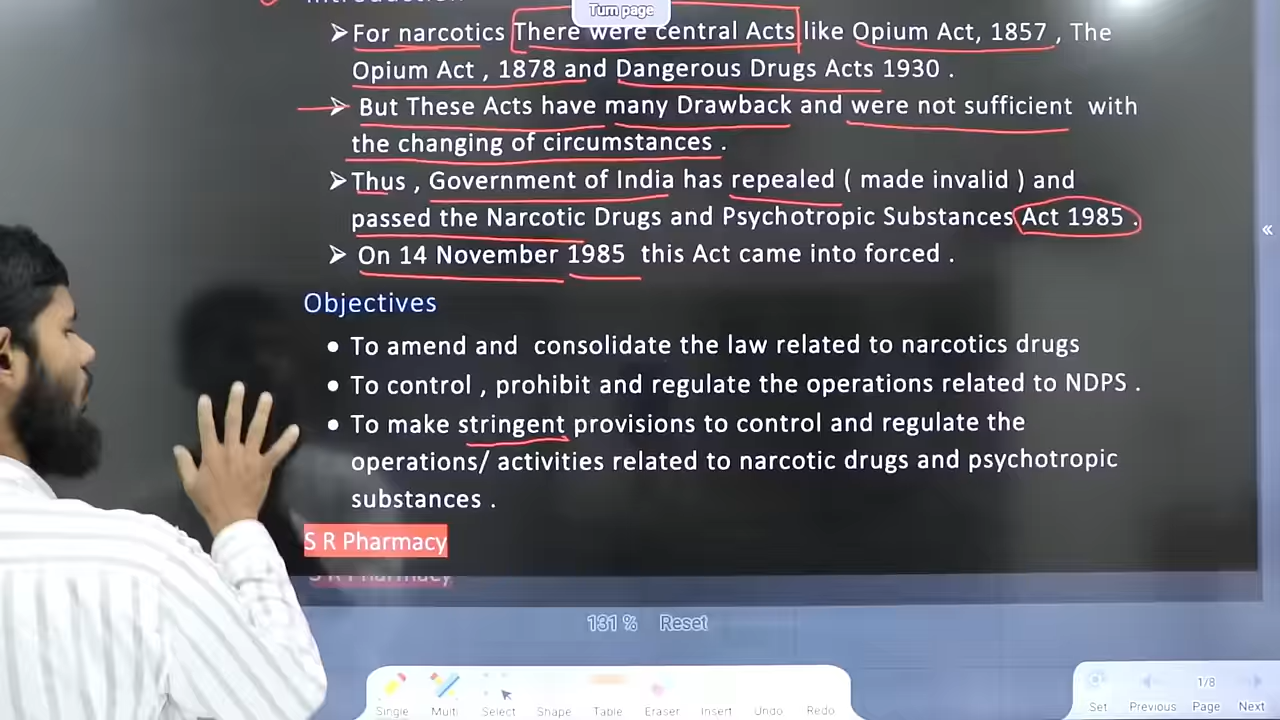 Introduction
Turn page
➤For narcotics There were central Acts like Opium Act, 1857 , The
Opium Act , 1878 and Dangerous Drugs Acts 1930 .
➤ But These Acts have many Drawback and were not sufficient with
the changing of circumstances .
➤Thus , Government of India has repealed ( made invalid ) and
passed the Narcotic Drugs and Psychotropic Substances Act 1985 .
➤ On 14 November 1985 this Act came into forced .
«
Objectives
• To amend and consolidate the law related to narcotics drugs
• To control , prohibit and regulate the operations related to NDPS .
• To make stringent provisions to control and regulate the
operations/ activities related to narcotic drugs and psychotropic
substances .
S R Pharmacy
S R Pharmacy
131 % Reset
Single Multi Select Shape Table Eraser Insert Undo Redo
1/8
Set Previous Page Next